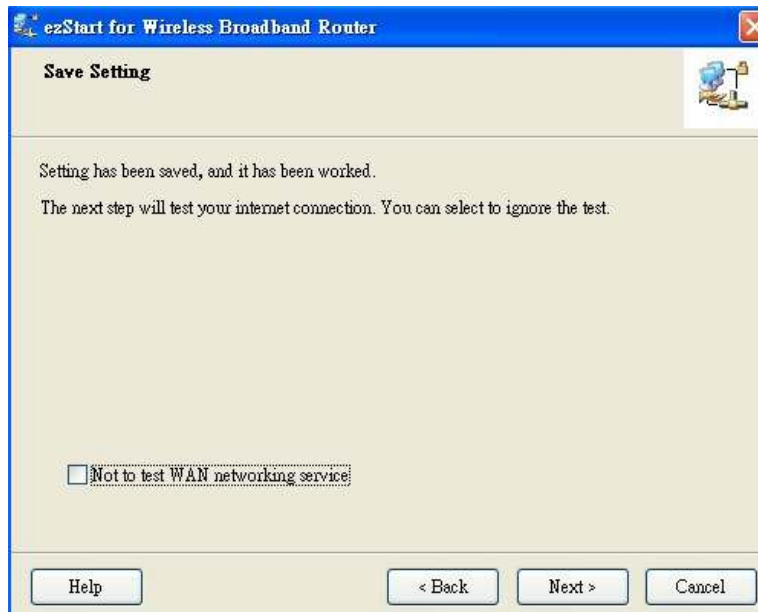 ezStart for Wireless Broadband Router
Save Setting
Setting has been saved, and it has been worked.
The next step will test your internet connection. You can select to ignore the test.
Not to test WAN networking service
Help
< Back
Next >
Cancel